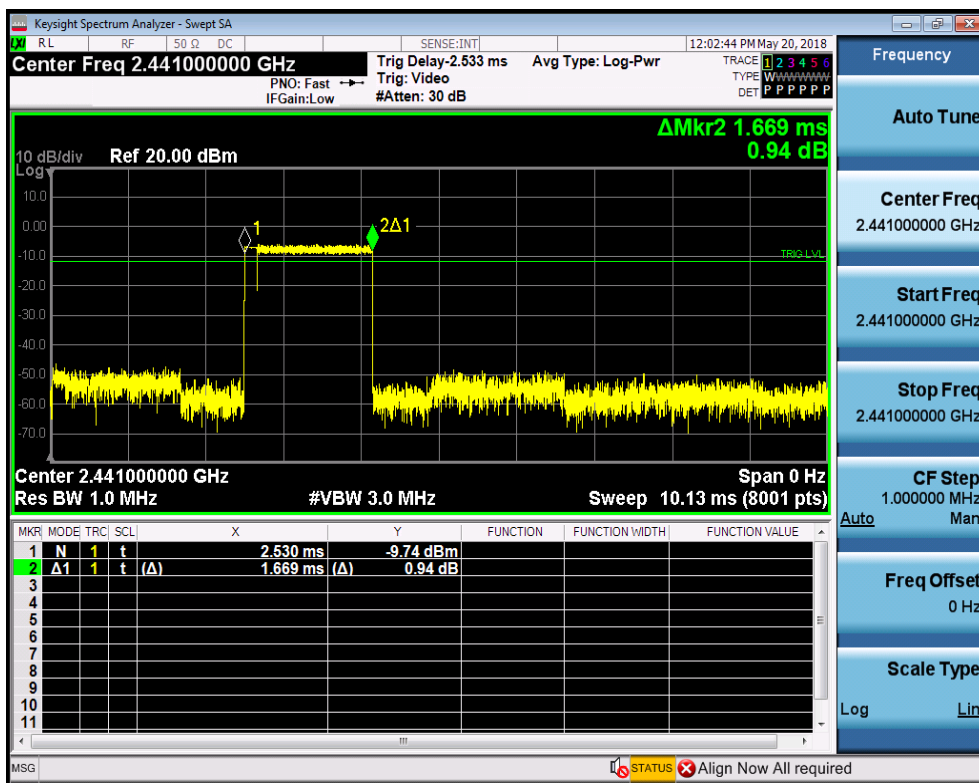 Keysight Spectrum Analyzer - Swept SA
LXI RL RF 50 Ω DC SENSE:INT 12:02:44 PM May 20, 2018
Center Freq 2.441000000 GHz
PNO: Fast
IFGain:Low
Trig Delay-2.533 ms
Trig: Video
#Atten: 30 dB
Avg Type: Log-Pwr
TRACE 1 2 3 4 5 6
TYPE WWWWWW
DET P P P P P P
ΔMkr2 1.669 ms
0.94 dB
10 dB/div Ref 20.00 dBm
Log
10.0
0.00
-10.0
-20.0
-30.0
-40.0
-50.0
-60.0
-70.0
1
2Δ1
TRIG LVL
Center 2.441000000 GHz Span 0 Hz
Res BW 1.0 MHz #VBW 3.0 MHz Sweep 10.13 ms (8001 pts)
MKR MODE TRC SCL X Y FUNCTION FUNCTION WIDTH FUNCTION VALUE
1 N 1 t 2.530 ms -9.74 dBm
2 Δ1 1 t (Δ) 1.669 ms (Δ) 0.94 dB
3
4
5
6
7
8
9
10
11
MSG STATUS Align Now All required
Frequency
Auto Tune
Center Freq
2.441000000 GHz
Start Freq
2.441000000 GHz
Stop Freq
2.441000000 GHz
CF Step
1.000000 MHz
Auto Man
Freq Offset
0 Hz
Scale Type
Log Lin